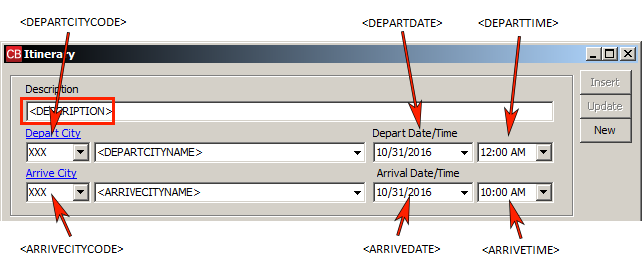 <DEPARTCITYCODE> <DEPARTDATE> <DEPARTTIME>
CB Itinerary
Description
<DESCRIPTION>
Insert
Update
New
Depart City Depart Date/Time
XXX <DEPARTCITYNAME> 10/31/2016 12:00 AM
Arrive City Arrival Date/Time
XXX <ARRIVECITYNAME> 10/31/2016 10:00 AM
<ARRIVECITYCODE> <ARRIVEDATE> <ARRIVETIME>